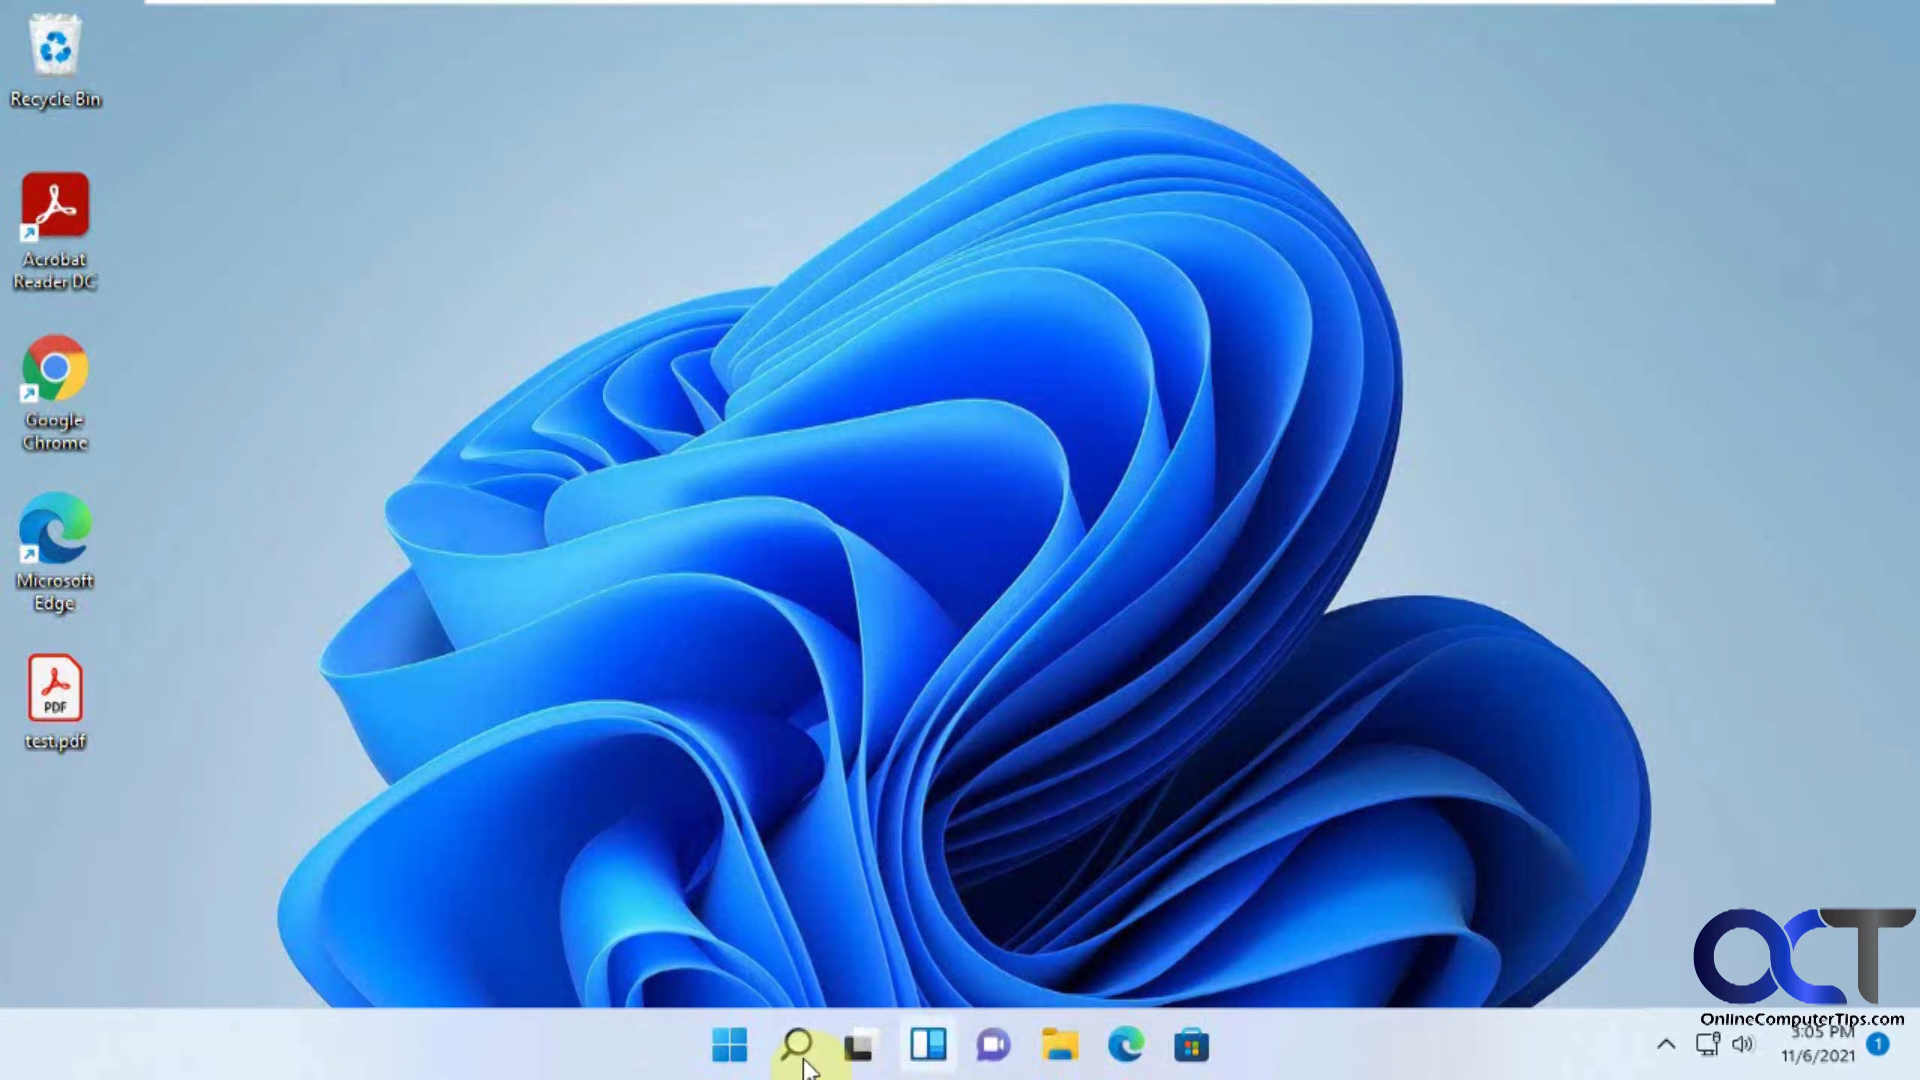 Recycle Bin
Acrobat
Reader DC
Google
Chrome
Microsoft
Edge
PDF
test.pdf
OCT
OnlineComputerTips.com
3:05 PM
11/6/2021
1